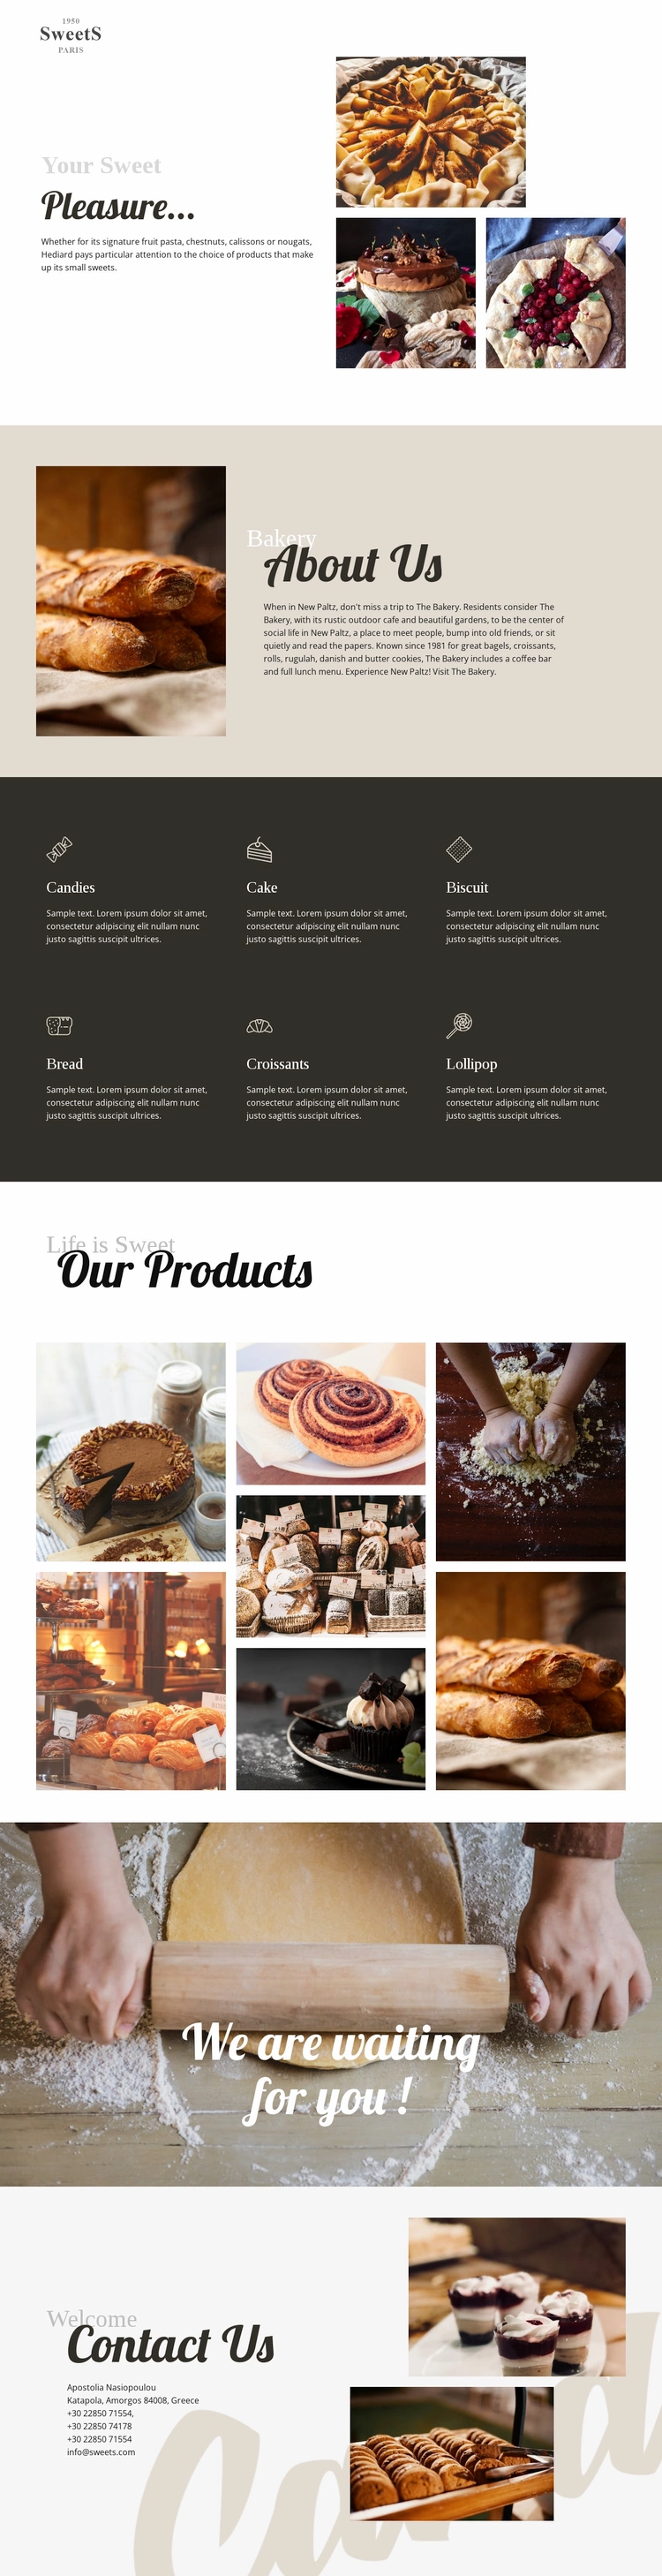 1950
SweetS
PARIS
Your Sweet
Pleasure...
Whether for its signature fruit pasta, chestnuts, calissons or nougats,
Hediard pays particular attention to the choice of products that make
up its small sweets.
Bakery
About Us
When in New Paltz, don't miss a trip to The Bakery. Residents consider The
Bakery, with its rustic outdoor cafe and beautiful gardens, to be the center of
social life in New Paltz, a place to meet people, bump into old friends, or sit
quietly and read the papers. Known since 1981 for great bagels, croissants,
rolls, rugulah, danish and butter cookies, The Bakery includes a coffee bar
and full lunch menu. Experience New Paltz! Visit The Bakery.
Candies
Sample text. Lorem ipsum dolor sit amet,
consectetur adipiscing elit nullam nunc
justo sagittis suscipit ultrices.
Cake
Sample text. Lorem ipsum dolor sit amet,
consectetur adipiscing elit nullam nunc
justo sagittis suscipit ultrices.
Biscuit
Sample text. Lorem ipsum dolor sit amet,
consectetur adipiscing elit nullam nunc
justo sagittis suscipit ultrices.
Bread
Sample text. Lorem ipsum dolor sit amet,
consectetur adipiscing elit nullam nunc
justo sagittis suscipit ultrices.
Croissants
Sample text. Lorem ipsum dolor sit amet,
consectetur adipiscing elit nullam nunc
justo sagittis suscipit ultrices.
Lollipop
Sample text. Lorem ipsum dolor sit amet,
consectetur adipiscing elit nullam nunc
justo sagittis suscipit ultrices.
Life is Sweet
Our Products
We are waiting
for you !
Welcome
Contact Us
Apostolia Nasiopoulou
Katapola, Amorgos 84008, Greece
+30 22850 71554,
+30 22850 74178
+30 22850 71554
info@sweets.com